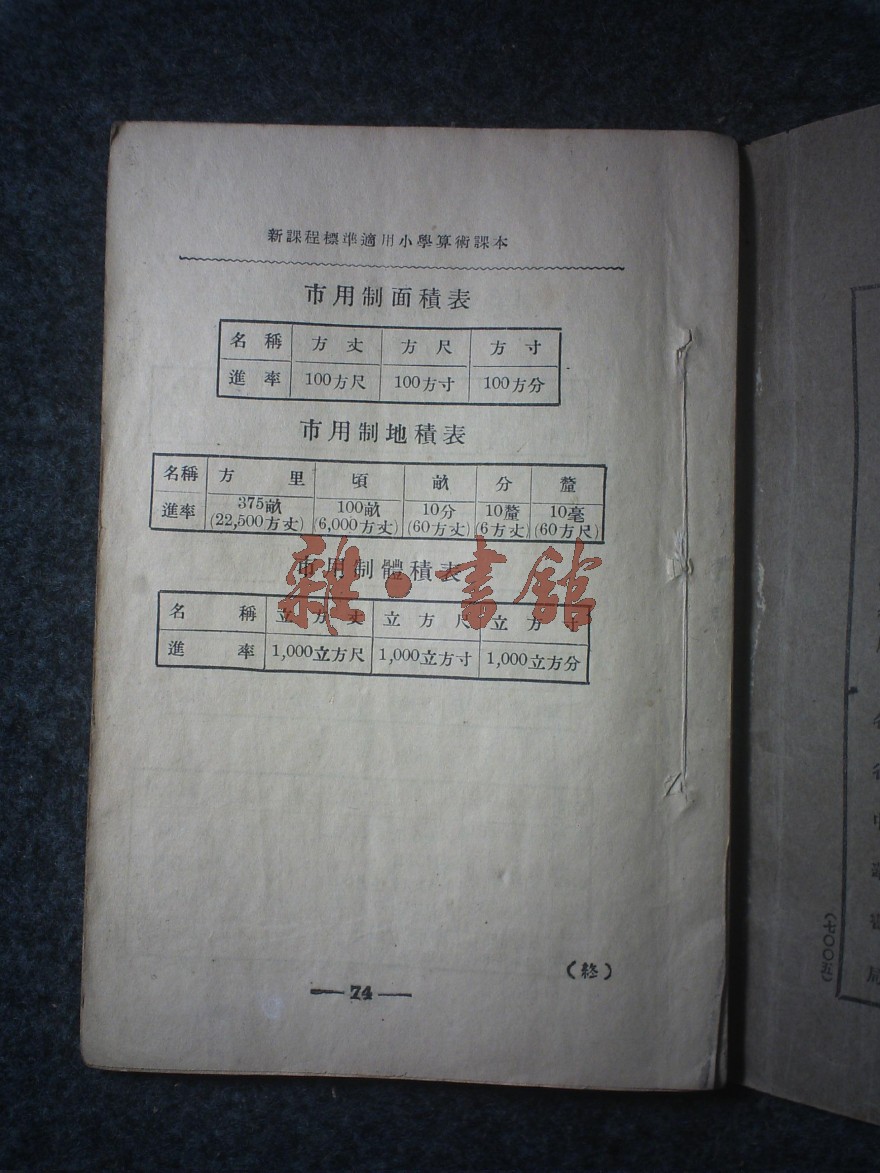 新課程標準適用小學算術課本
市用制面積表
名稱 方丈 方尺 方寸
進率 100方尺 100方寸 100方分
市用制地積表
名稱 方里 頃 畝 分 釐
進率 375畝 100畝 10分 10釐 10毫
(22,500方丈) (6,000方丈) (60方丈) (6方丈) (60方尺)
市用制體積表
雜·書館
名稱 立方丈 立方尺 立方寸
進率 1,000立方尺 1,000立方寸 1,000立方分
(終)
74
(七〇〇五)
局